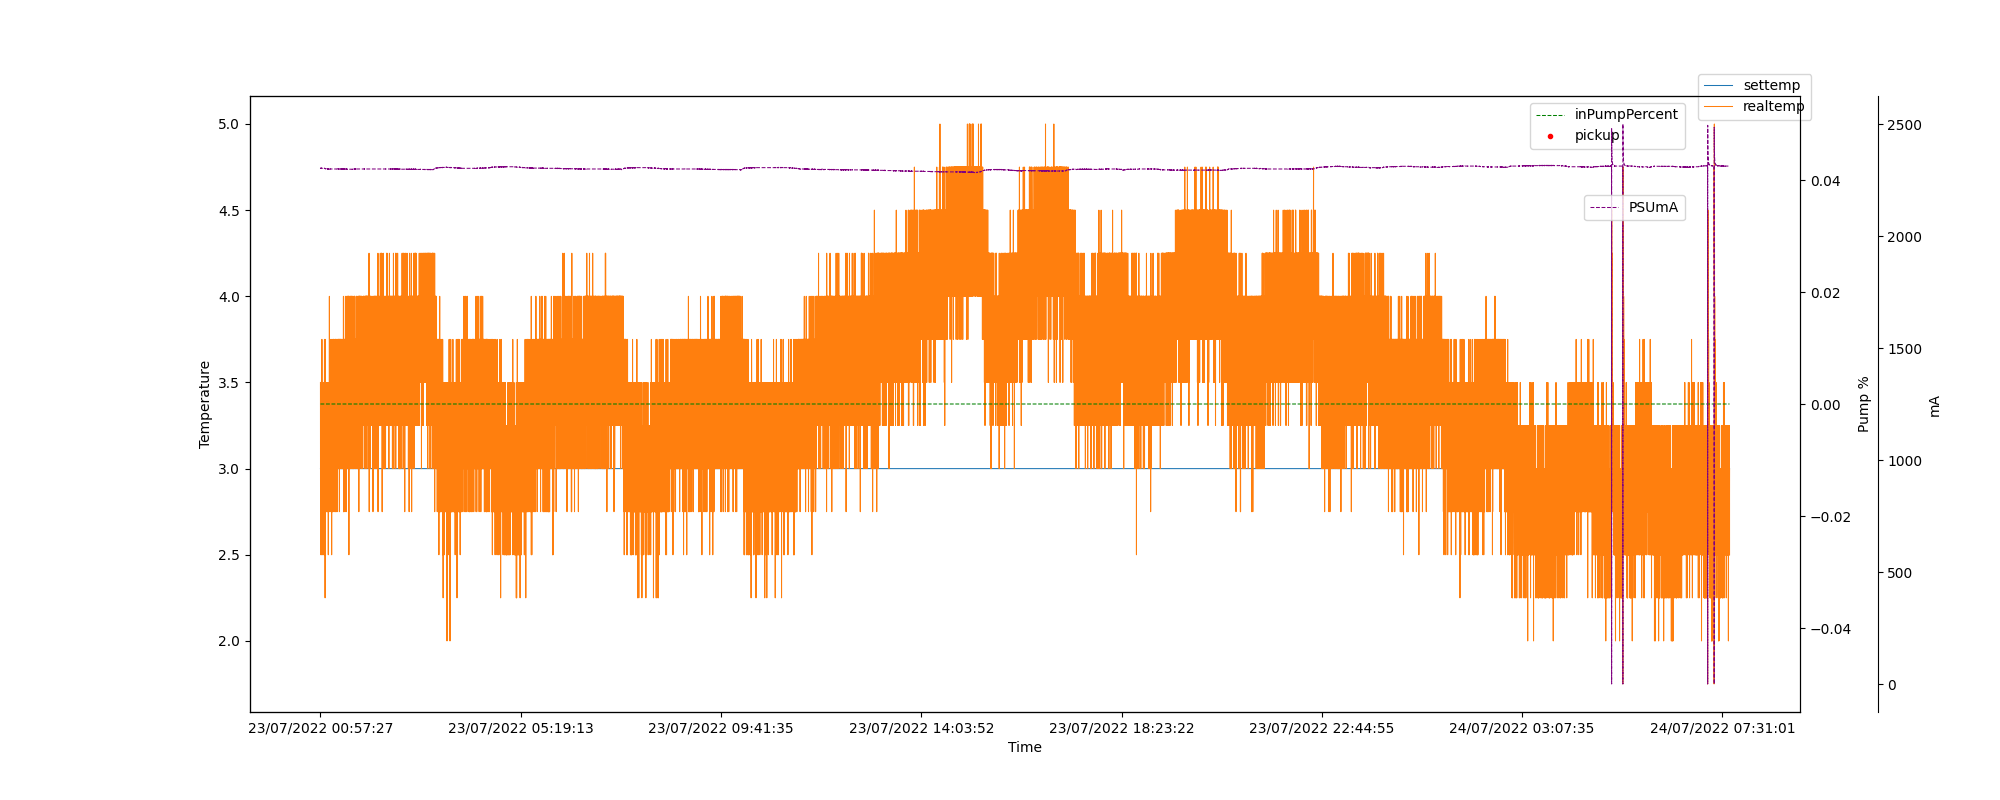 settemp
realtemp
inPumpPercent
pickup
PSUmA
5.0
4.5
4.0
3.5
3.0
2.5
2.0
Temperature
0.04
0.02
0.00
−0.02
−0.04
Pump %
2500
2000
1500
1000
500
0
mA
23/07/2022 00:57:27
23/07/2022 05:19:13
23/07/2022 09:41:35
23/07/2022 14:03:52
23/07/2022 18:23:22
23/07/2022 22:44:55
24/07/2022 03:07:35
24/07/2022 07:31:01
Time